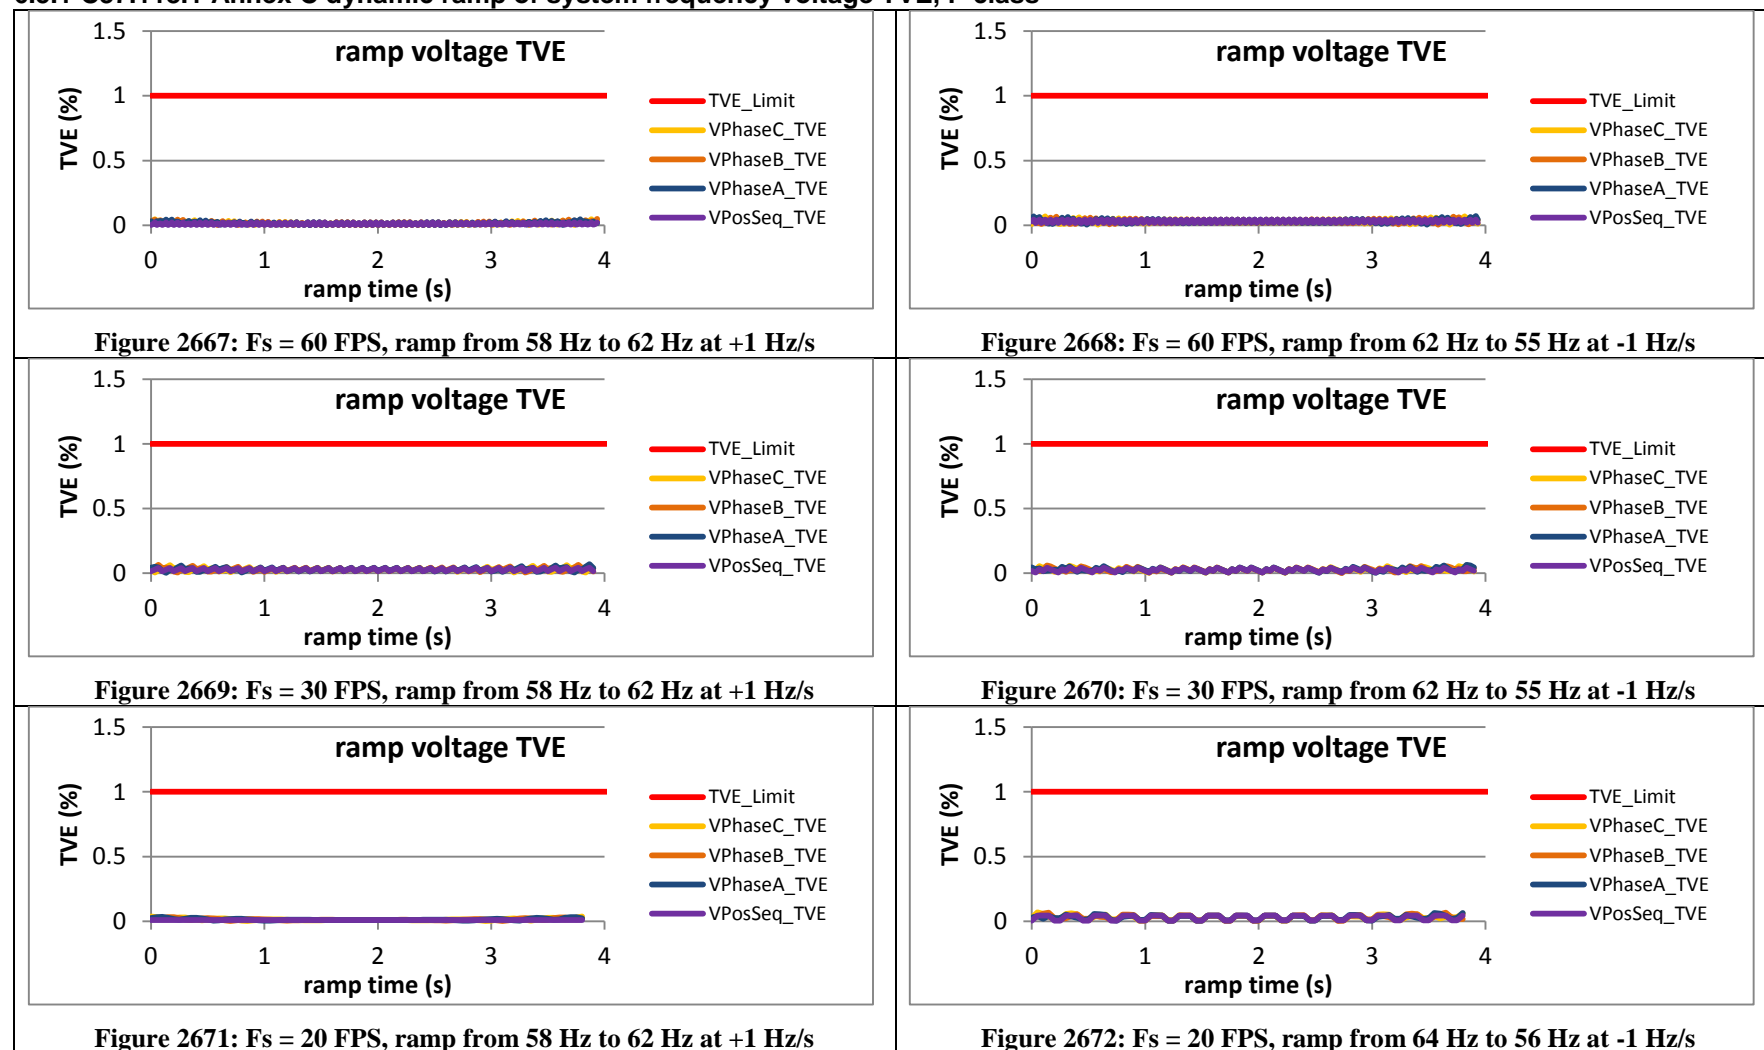 1.5
ramp voltage TVE
1
0.5
0
TVE (%)
0 1 2 3 4
ramp time (s)
TVE_Limit
VPhaseC_TVE
VPhaseB_TVE
VPhaseA_TVE
VPosSeq_TVE
Figure 2667: Fs = 60 FPS, ramp from 58 Hz to 62 Hz at +1 Hz/s
1.5
ramp voltage TVE
1
0.5
0
TVE (%)
0 1 2 3 4
ramp time (s)
TVE_Limit
VPhaseC_TVE
VPhaseB_TVE
VPhaseA_TVE
VPosSeq_TVE
Figure 2668: Fs = 60 FPS, ramp from 62 Hz to 55 Hz at -1 Hz/s
1.5
ramp voltage TVE
1
0.5
0
TVE (%)
0 1 2 3 4
ramp time (s)
TVE_Limit
VPhaseC_TVE
VPhaseB_TVE
VPhaseA_TVE
VPosSeq_TVE
Figure 2669: Fs = 30 FPS, ramp from 58 Hz to 62 Hz at +1 Hz/s
1.5
ramp voltage TVE
1
0.5
0
TVE (%)
0 1 2 3 4
ramp time (s)
TVE_Limit
VPhaseC_TVE
VPhaseB_TVE
VPhaseA_TVE
VPosSeq_TVE
Figure 2670: Fs = 30 FPS, ramp from 62 Hz to 55 Hz at -1 Hz/s
1.5
ramp voltage TVE
1
0.5
0
TVE (%)
0 1 2 3 4
ramp time (s)
TVE_Limit
VPhaseC_TVE
VPhaseB_TVE
VPhaseA_TVE
VPosSeq_TVE
Figure 2671: Fs = 20 FPS, ramp from 58 Hz to 62 Hz at +1 Hz/s
1.5
ramp voltage TVE
1
0.5
0
TVE (%)
0 1 2 3 4
ramp time (s)
TVE_Limit
VPhaseC_TVE
VPhaseB_TVE
VPhaseA_TVE
VPosSeq_TVE
Figure 2672: Fs = 20 FPS, ramp from 64 Hz to 56 Hz at -1 Hz/s